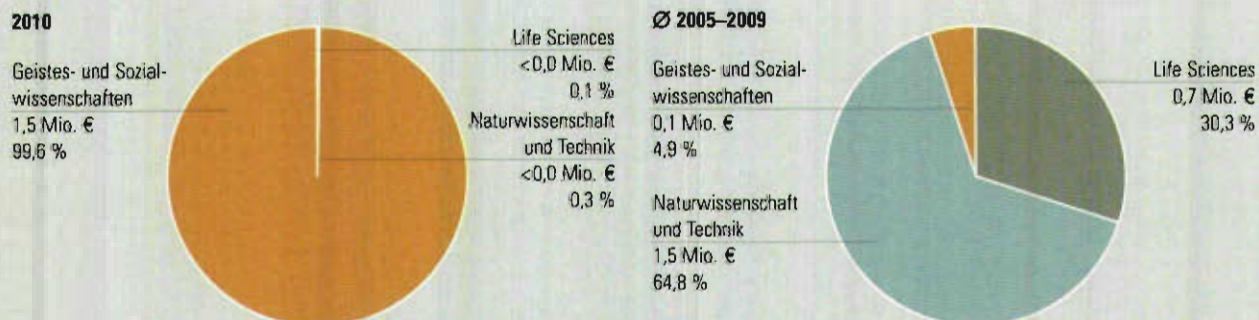 2010
Geistes- und Sozial-
wissenschaften
1,5 Mio. €
99,6 %
Life Sciences
<0,0 Mio. €
0,1 %
Naturwissenschaft
und Technik
<0,0 Mio. €
0,3 %
Ø 2005–2009
Geistes- und Sozial-
wissenschaften
0,1 Mio. €
4,9 %
Naturwissenschaft
und Technik
1,5 Mio. €
64,8 %
Life Sciences
0,7 Mio. €
30,3 %